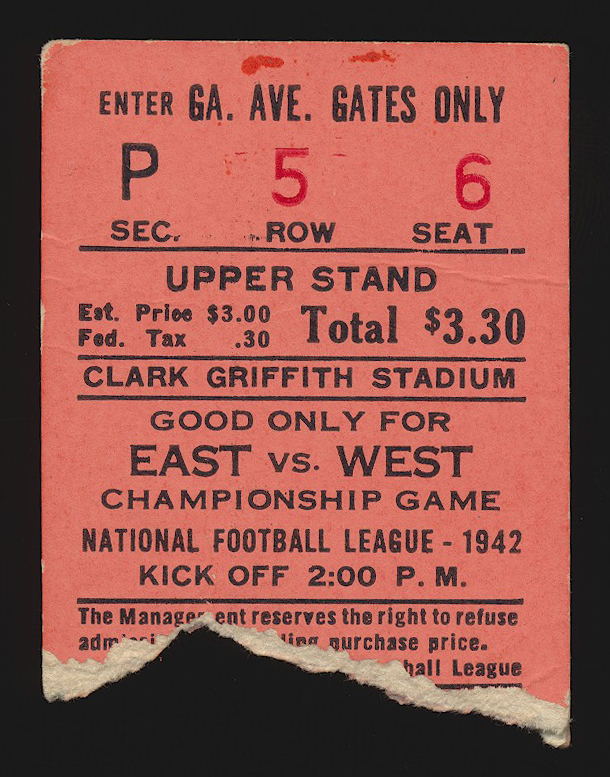 ENTER GA. AVE. GATES ONLY
P 5 6
SEC. ROW SEAT
UPPER STAND
Est. Price $3.00
Fed. Tax .30
Total $3.30
CLARK GRIFFITH STADIUM
GOOD ONLY FOR
EAST vs. WEST
CHAMPIONSHIP GAME
NATIONAL FOOTBALL LEAGUE - 1942
KICK OFF 2:00 P. M.
The Manage ent reserves the right to refuse
purchase price.
League